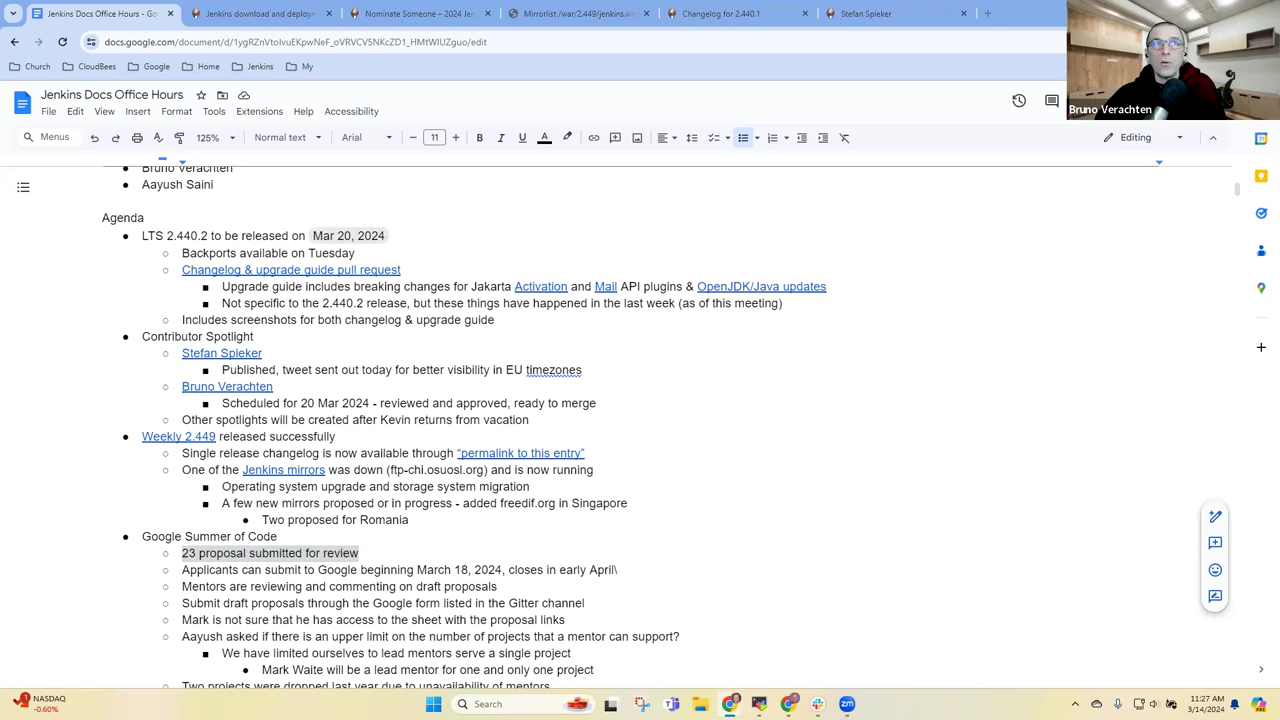 Jenkins Docs Office Hours - G
Jenkins download and deploym
Nominate Someone – 2024 Jen
Mirrorlist /war/2.449/jenkins.w
Changelog for 2.440.1
Stefan Spieker
docs.google.com/document/d/1ygRZnVtoIvuEKpwNeF_oVRVCV5NKcZD1_HMtWIUZguo/edit
Church
CloudBees
Google
Home
Jenkins
My
Bruno Verachten
Jenkins Docs Office Hours
File Edit View Insert Format Tools Extensions Help Accessibility
Menus 125% Normal text Arial 11 B I U A Editing
Bruno Verachten
Aayush Saini
Agenda
LTS 2.440.2 to be released on Mar 20, 2024
Backports available on Tuesday
Changelog & upgrade guide pull request
Upgrade guide includes breaking changes for Jakarta Activation and Mail API plugins & OpenJDK/Java updates
Not specific to the 2.440.2 release, but these things have happened in the last week (as of this meeting)
Includes screenshots for both changelog & upgrade guide
Contributor Spotlight
Stefan Spieker
Published, tweet sent out today for better visibility in EU timezones
Bruno Verachten
Scheduled for 20 Mar 2024 - reviewed and approved, ready to merge
Other spotlights will be created after Kevin returns from vacation
Weekly 2.449 released successfully
Single release changelog is now available through “permalink to this entry”
One of the Jenkins mirrors was down (ftp-chi.osuosl.org) and is now running
Operating system upgrade and storage system migration
A few new mirrors proposed or in progress - added freedif.org in Singapore
Two proposed for Romania
Google Summer of Code
23 proposal submitted for review
Applicants can submit to Google beginning March 18, 2024, closes in early April\
Mentors are reviewing and commenting on draft proposals
Submit draft proposals through the Google form listed in the Gitter channel
Mark is not sure that he has access to the sheet with the proposal links
Aayush asked if there is an upper limit on the number of projects that a mentor can support?
We have limited ourselves to lead mentors serve a single project
Mark Waite will be a lead mentor for one and only one project
Two projects were dropped last year due to unavailability of mentors
NASDAQ
-0.60%
Search
11:27 AM
3/14/2024